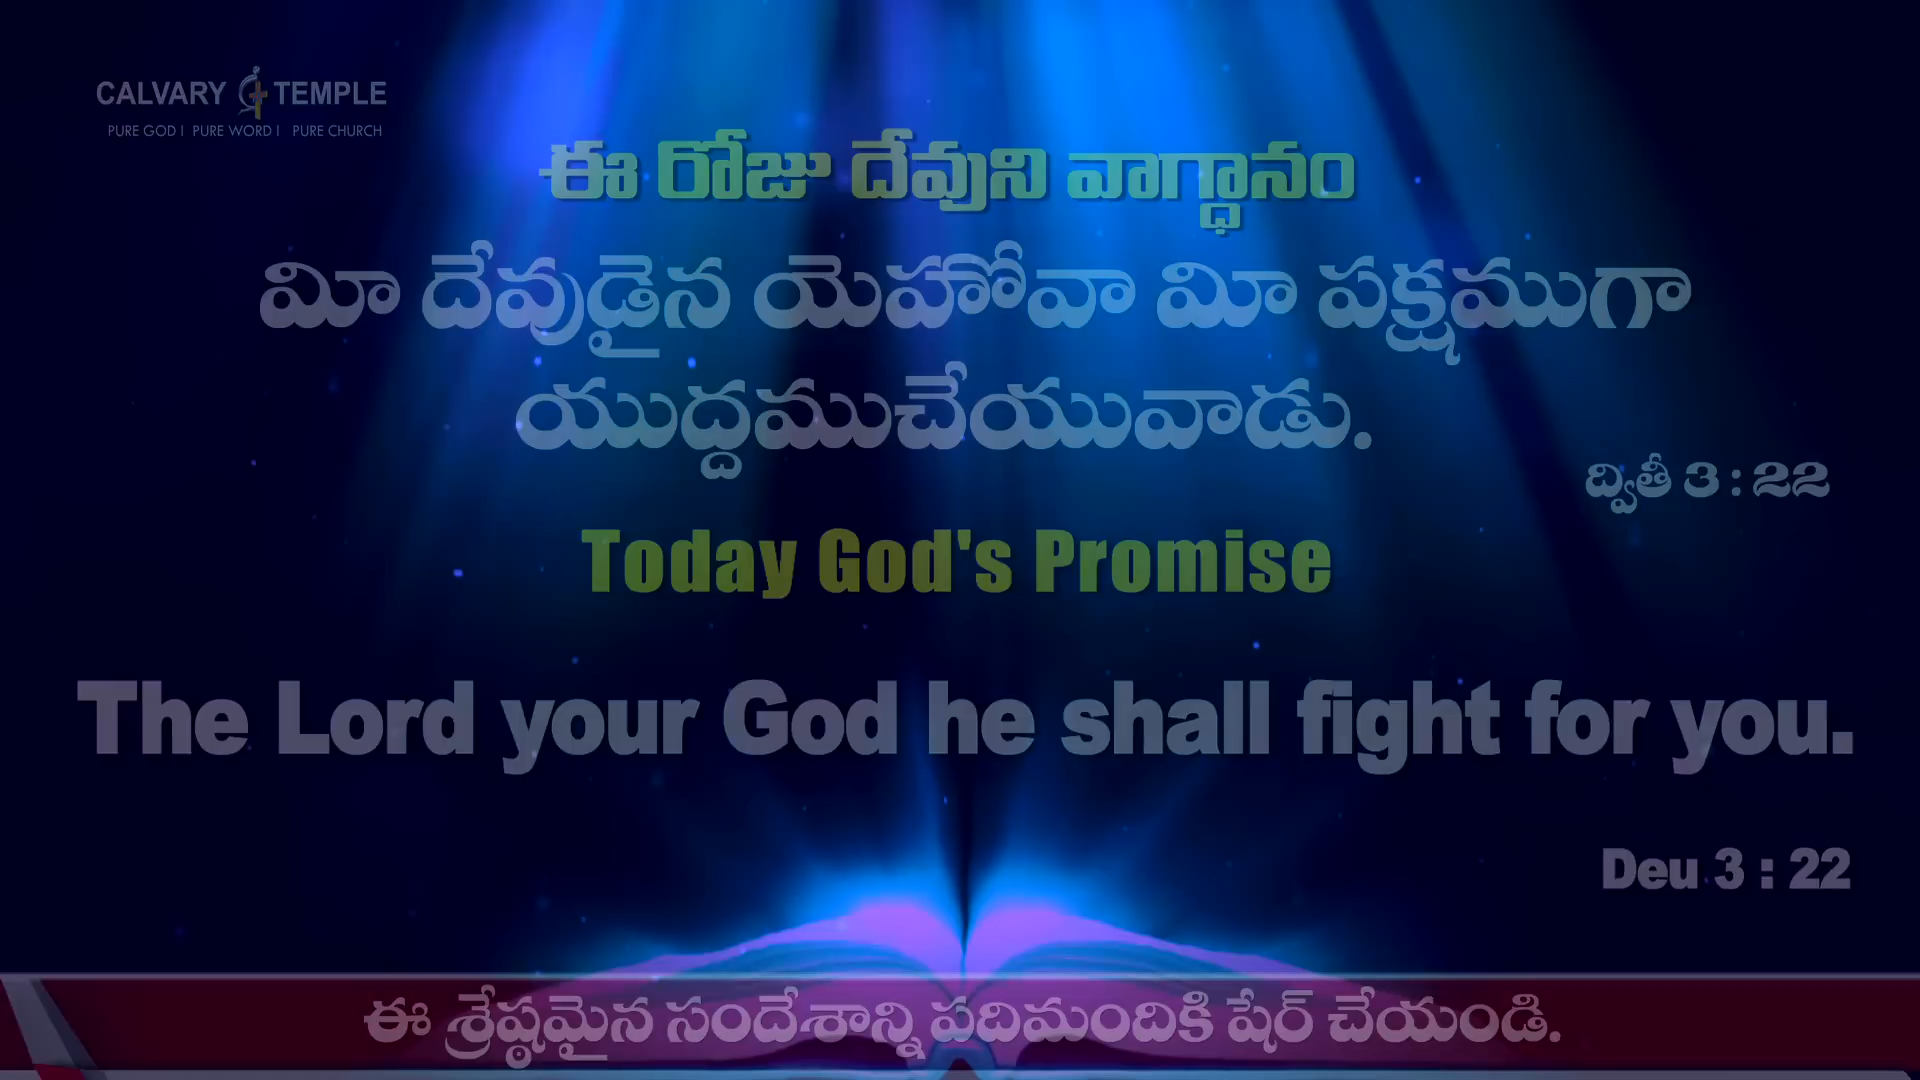 CALVARY TEMPLE
PURE GOD | PURE WORD | PURE CHURCH
ఈ రోజు దేవుని వాగ్ధానం
మీ దేవుడైన యెహోవా మీ పక్షముగా
యుద్దముచేయువాడు.
ద్వితీ 3 : 22
Today God's Promise
The Lord your God he shall fight for you.
Deu 3 : 22
ఈ శ్రేష్ఠమైన సందేశాన్ని పదిమందికి షేర్ చేయండి.